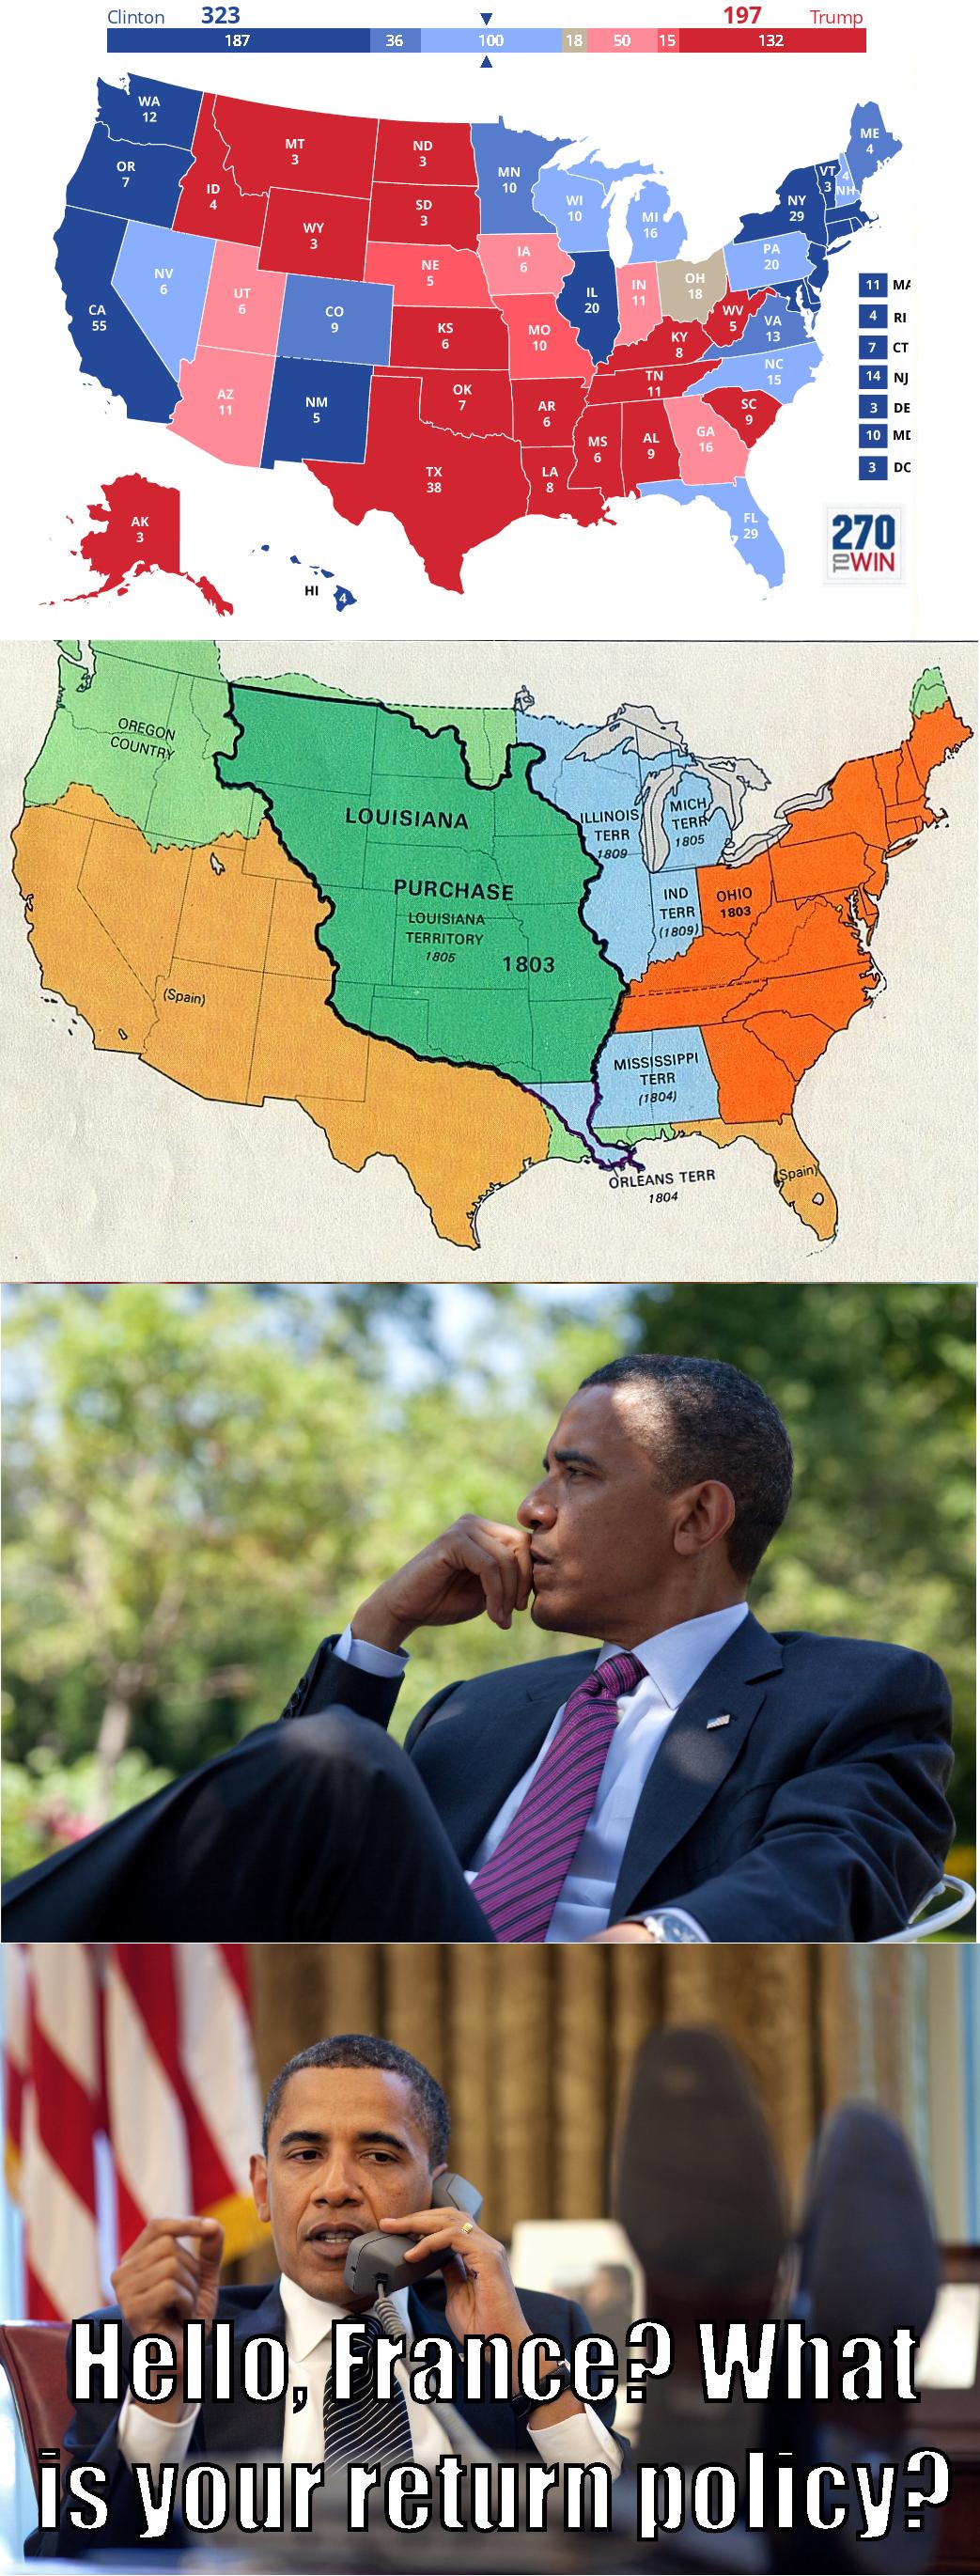 Clinton 323 197 Trump
187 36 100 18 50 15 132
WA
12
OR
7
CA
55
NV
6
ID
4
MT
3
WY
3
UT
6
AZ
11
CO
9
NM
5
ND
3
SD
3
NE
5
KS
6
OK
7
TX
38
MN
10
IA
6
MO
10
AR
6
LA
8
WI
10
IL
20
MI
16
IN
11
OH
18
KY
8
TN
11
MS
6
AL
9
GA
16
FL
29
SC
9
NC
15
VA
13
WV
5
PA
20
NY
29
VT
3
4
NH
ME
4
11 MA
4 RI
7 CT
14 NJ
3 DE
10 MD
3 DC
AK
3
HI 4
270
TO WIN
OREGON
COUNTRY
LOUISIANA
PURCHASE
LOUISIANA
TERRITORY
1805
1803
(Spain)
ILLINOIS
TERR
1809
MICH
TERR
1805
IND
TERR
(1809)
OHIO
1803
MISSISSIPPI
TERR
(1804)
ORLEANS TERR
1804
(Spain)
Hello, France? What
is your return policy?